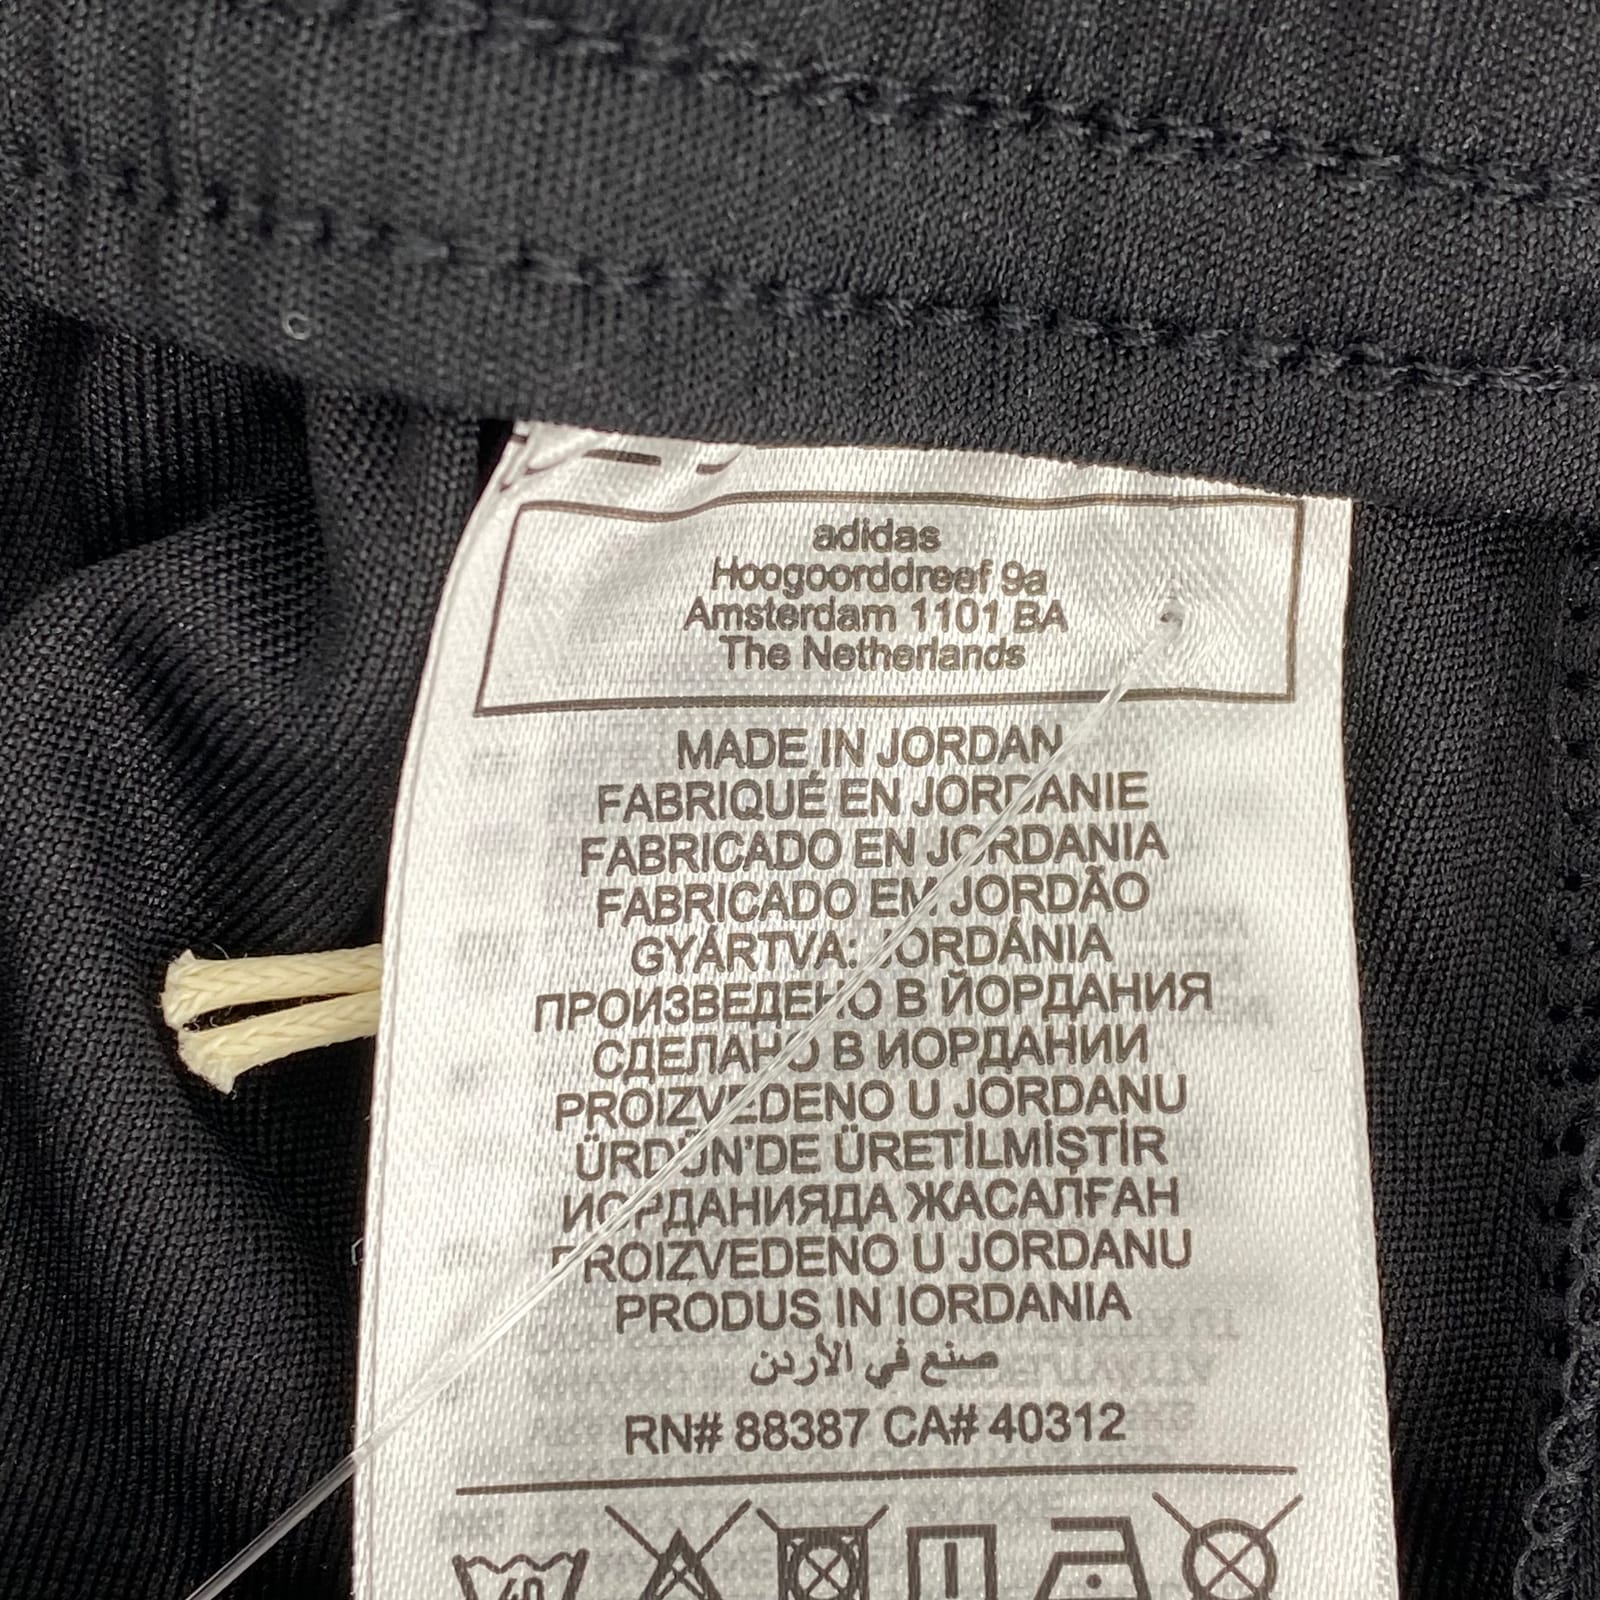 adidas
Hoogoorddreef 9a
Amsterdam 1101 BA
The Netherlands
MADE IN JORDAN
FABRIQUÉ EN JORDANIE
FABRICADO EN JORDANIA
FABRICADO EM JORDÃO
GYÁRTVA: JORDÁNIA
ПРОИЗВЕДЕНО В ЙОРДАНИЯ
СДЕЛАНО В ИОРДАНИИ
PROIZVEDENO U JORDANU
ÜRDÜN'DE ÜRETİLMİŞTİR
ИОРДАНИЯДА ЖАСАЛҒАН
PROIZVEDENO U JORDANU
PRODUS IN IORDANIA
صنع في الأردن
RN# 88387 CA# 40312
40